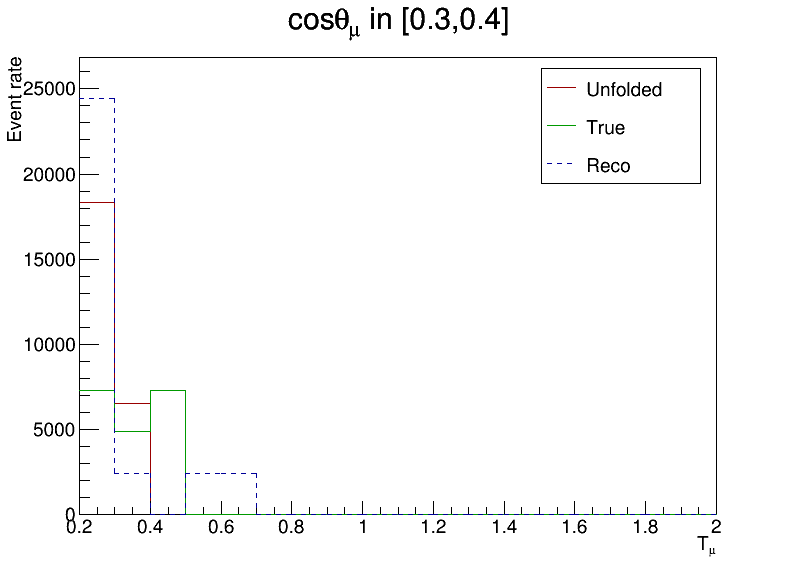 cosθμ in [0.3,0.4]
Event rate
Unfolded
True
Reco
25000
20000
15000
10000
5000
0
0.2 0.4 0.6 0.8 1 1.2 1.4 1.6 1.8 2
Tμ